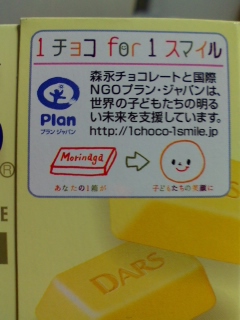 1 チョコ for 1 スマイル
森永チョコレートと国際
NGOプラン・ジャパンは、
世界の子どもたちの明る
い未来を支援しています。
http://1choco-1smile.jp/
Plan
プラン ジャパン
Morinaga
あなたの1箱が
子どもたちの笑顔に
®
E
DARS